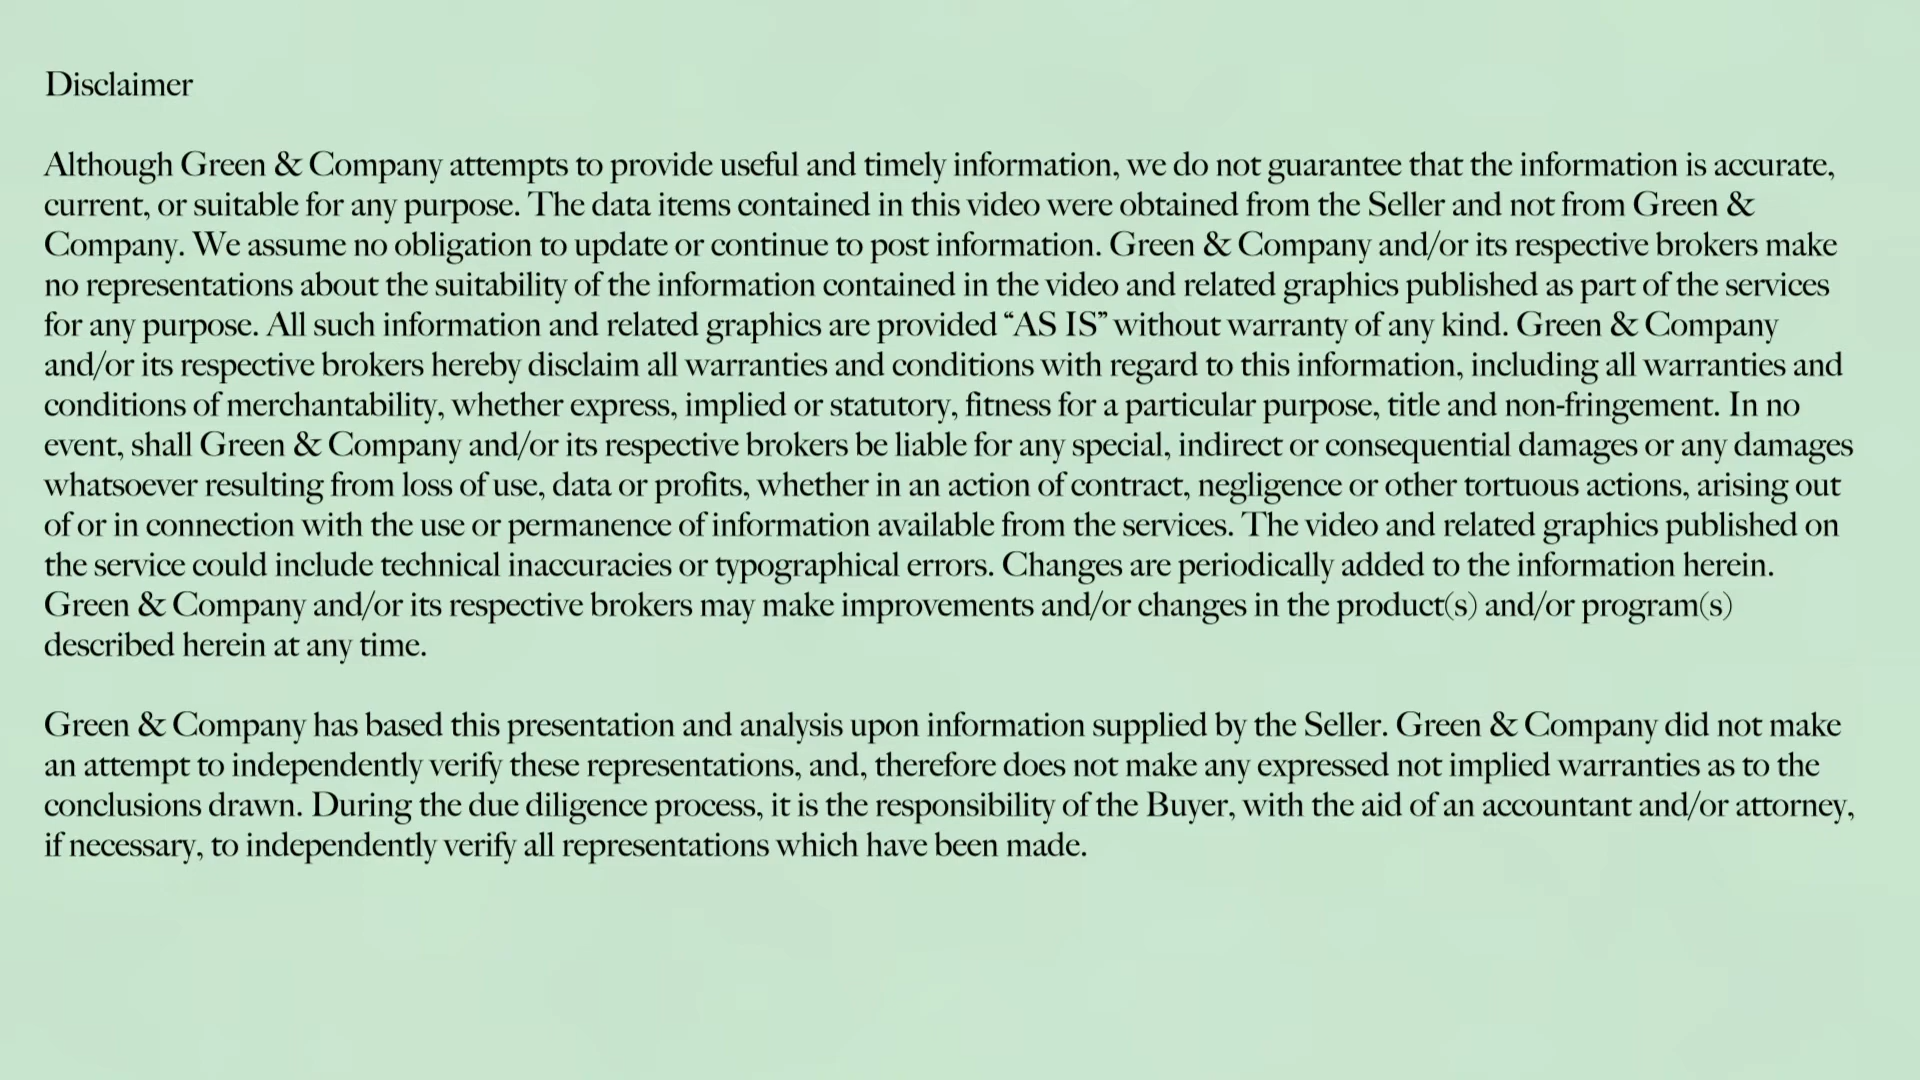 Disclaimer
Although Green & Company attempts to provide useful and timely information, we do not guarantee that the information is accurate,
current, or suitable for any purpose. The data items contained in this video were obtained from the Seller and not from Green &
Company. We assume no obligation to update or continue to post information. Green & Company and/or its respective brokers make
no representations about the suitability of the information contained in the video and related graphics published as part of the services
for any purpose. All such information and related graphics are provided “AS IS” without warranty of any kind. Green & Company
and/or its respective brokers hereby disclaim all warranties and conditions with regard to this information, including all warranties and
conditions of merchantability, whether express, implied or statutory, fitness for a particular purpose, title and non-fringement. In no
event, shall Green & Company and/or its respective brokers be liable for any special, indirect or consequential damages or any damages
whatsoever resulting from loss of use, data or profits, whether in an action of contract, negligence or other tortuous actions, arising out
of or in connection with the use or permanence of information available from the services. The video and related graphics published on
the service could include technical inaccuracies or typographical errors. Changes are periodically added to the information herein.
Green & Company and/or its respective brokers may make improvements and/or changes in the product(s) and/or program(s)
described herein at any time.
Green & Company has based this presentation and analysis upon information supplied by the Seller. Green & Company did not make
an attempt to independently verify these representations, and, therefore does not make any expressed not implied warranties as to the
conclusions drawn. During the due diligence process, it is the responsibility of the Buyer, with the aid of an accountant and/or attorney,
if necessary, to independently verify all representations which have been made.